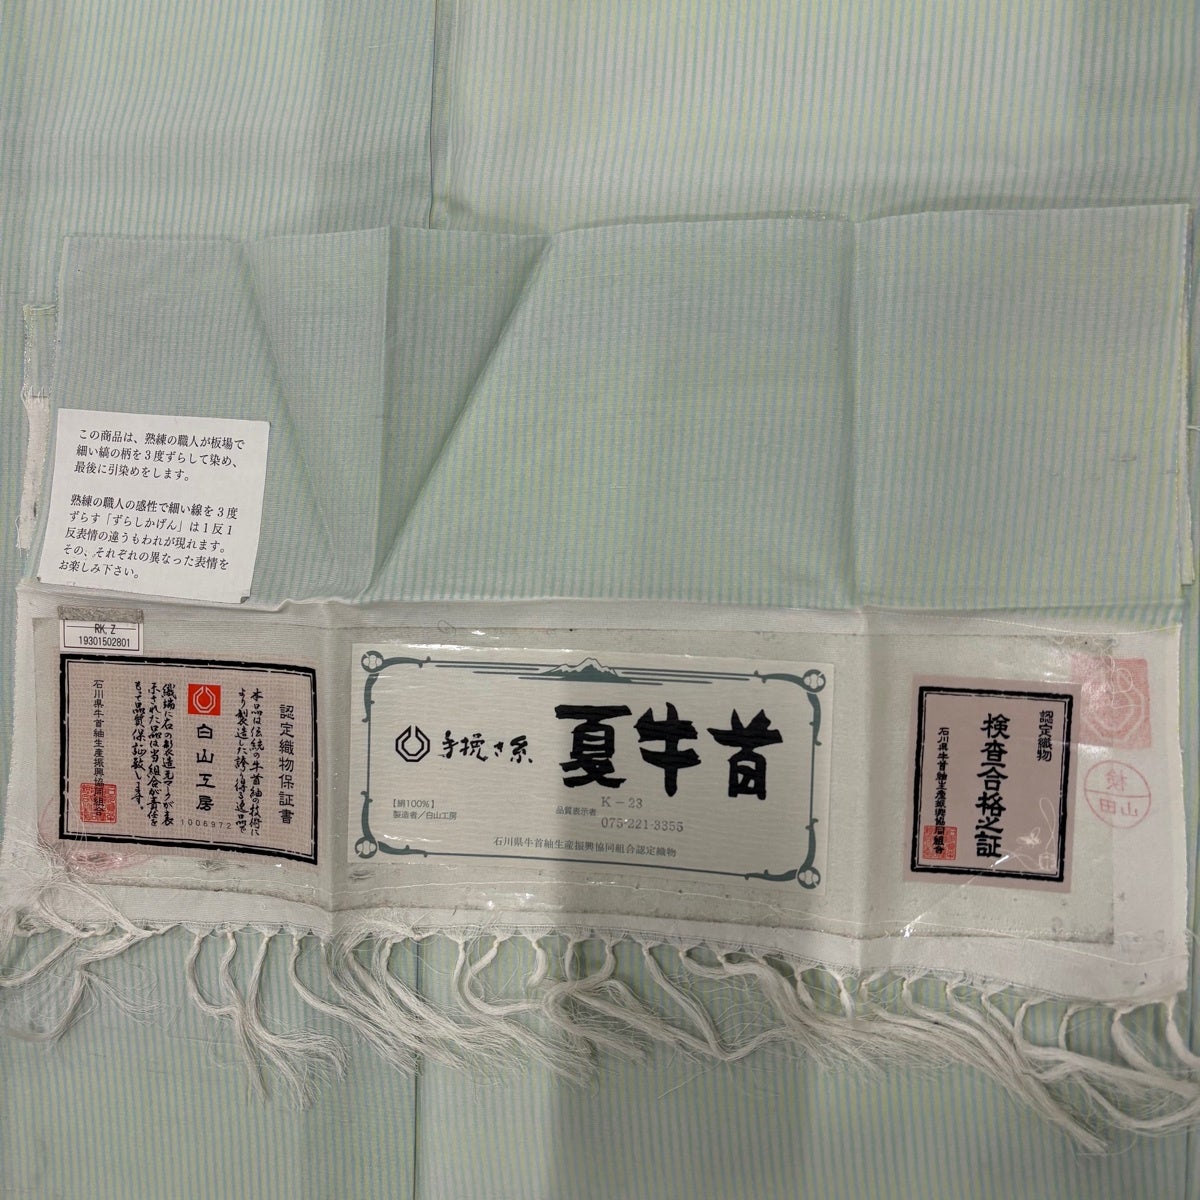 この商品は、熟練の職人が板場で
細い縞の柄を3度ずらして染め、
最後に引染めをします。
熟練の職人の感性で細い線を3度
ずらす「ずらしかげん」は1反1
反表情の違うもわれが現れます。
その、それぞれの異なった表情を
お楽しみ下さい。
RK Z
19301502801
認定織物保証書
本品は伝統の牛首紬の技術に
より製造した誇り得る逸品で
白山工房
織端に右の製造元マークが表
示された品は当組合が責任を
もって品質保証致します。
石川県牛首紬生産振興協同組合
1006972
手挽き糸
夏牛首
【絹100%】
製造者/白山工房
品質表示者
K-23
075-221-3355
石川県牛首紬生産振興協同組合認定織物
認定織物
検査合格之証
石川県牛首紬生産振興協同組合
検
山田